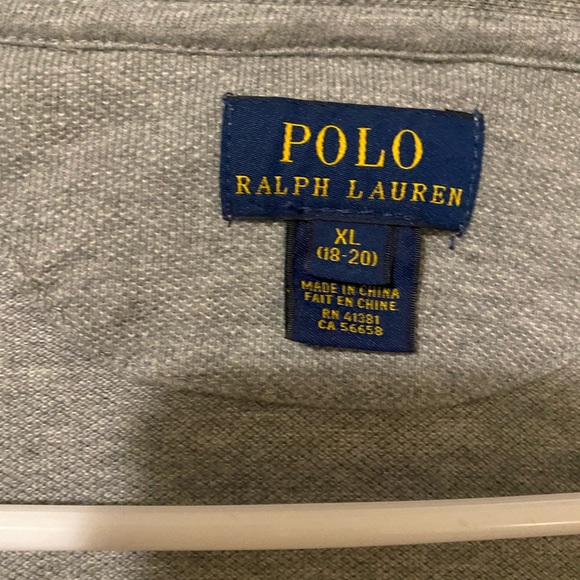 POLO
RALPH LAUREN
XL
(18-20)
MADE IN CHINA
FAIT EN CHINE
RN 41381
CA 56658